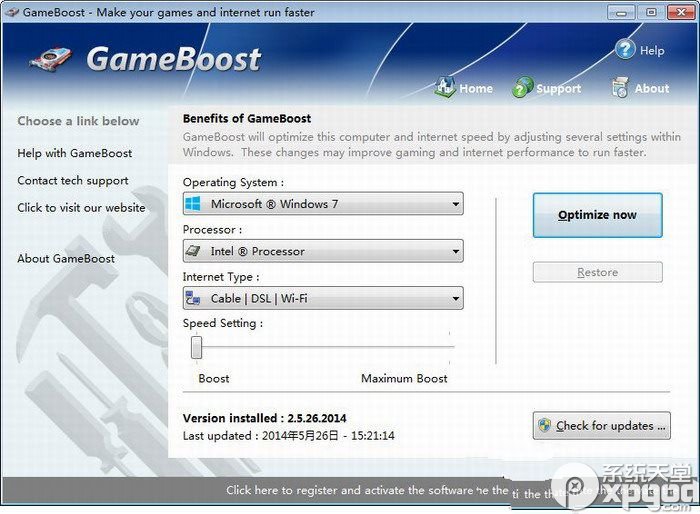 GameBoost - Make your games and internet run faster
GameBoost
Help
Home
Support
About
Choose a link below
Help with GameBoost
Contact tech support
Click to visit our website
About GameBoost
Benefits of GameBoost
GameBoost will optimize this computer and internet speed by adjusting several settings within
Windows. These changes may improve gaming and internet performance to run faster.
Operating System :
Microsoft ® Windows 7
Processor :
Intel ® Processor
Internet Type :
Cable | DSL | Wi-Fi
Speed Setting :
Boost
Maximum Boost
Optimize now
Restore
Version installed : 2.5.26.2014
Last updated : 2014年5月26日 - 15:21:14
Check for updates ...
Click here to register and activate the software
系统天堂
xpgod